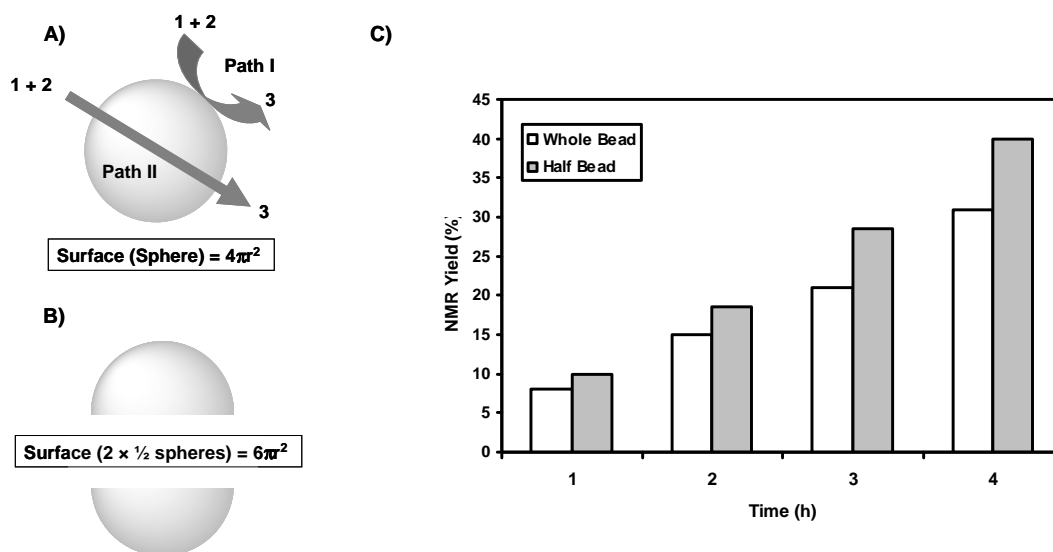 A)
1 + 2
Path I
1 + 2
3
Path II
3
Surface (Sphere) = 4πr²
B)
Surface (2 × ½ spheres) = 6πr²
C)
45
40
35
30
25
20
15
10
5
0
NMR Yield (%)
Whole Bead
Half Bead
1 2 3 4
Time (h)